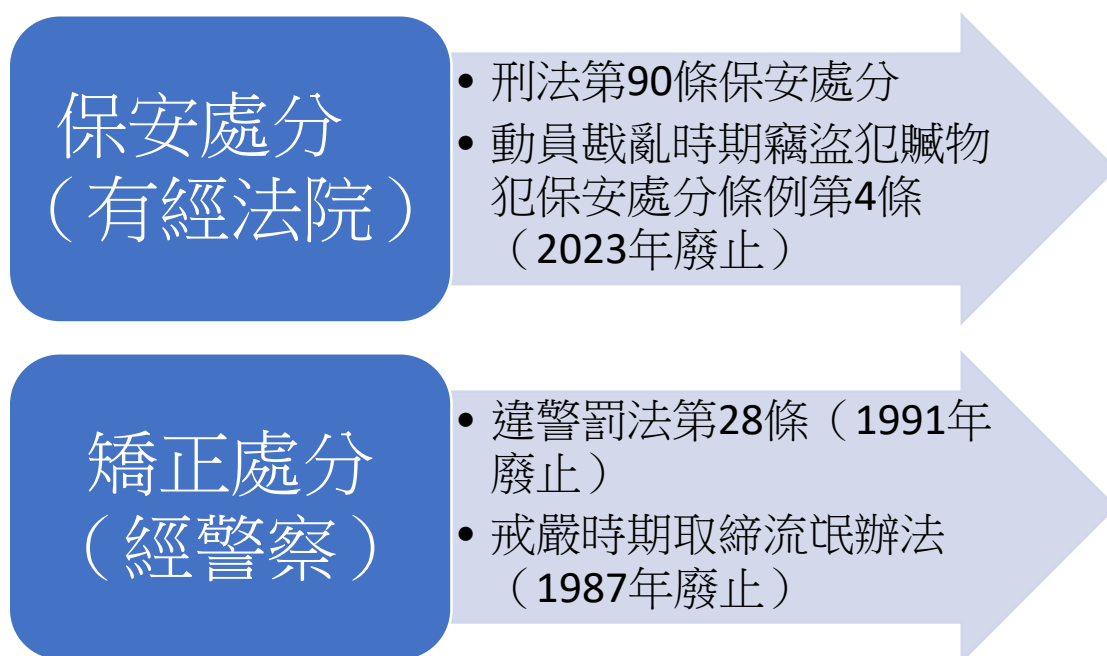 保安處分
（有經法院）
• 刑法第90條保安處分
• 動員戡亂時期竊盜犯贓物
犯保安處分條例第4條
（2023年廢止）
矯正處分
（經警察）
• 違警罰法第28條（1991年
廢止）
• 戒嚴時期取締流氓辦法
（1987年廢止）